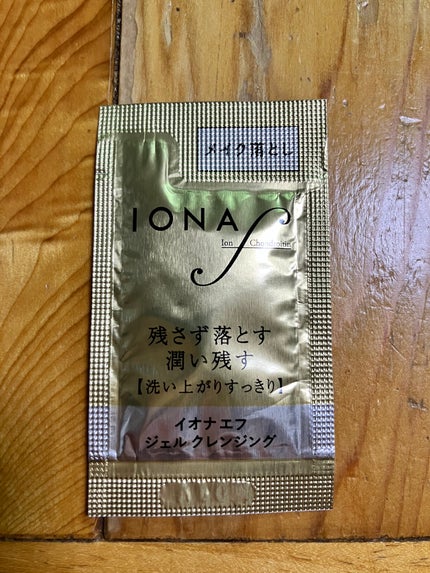 メイク落とし
IONA f
Ion Chondroitin
残さず落とす
潤い残す
【洗い上がりすっきり】
イオナ エフ
ジェル クレンジング